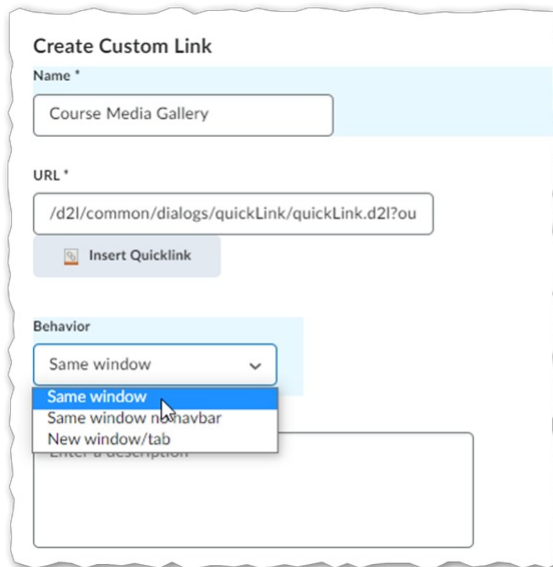 Create Custom Link
Name *
Course Media Gallery
URL *
/d2l/common/dialogs/quickLink/quickLink.d2l?ou
Insert Quicklink
Behavior
Same window
Same window
Same window no navbar
New window/tab
Enter a description